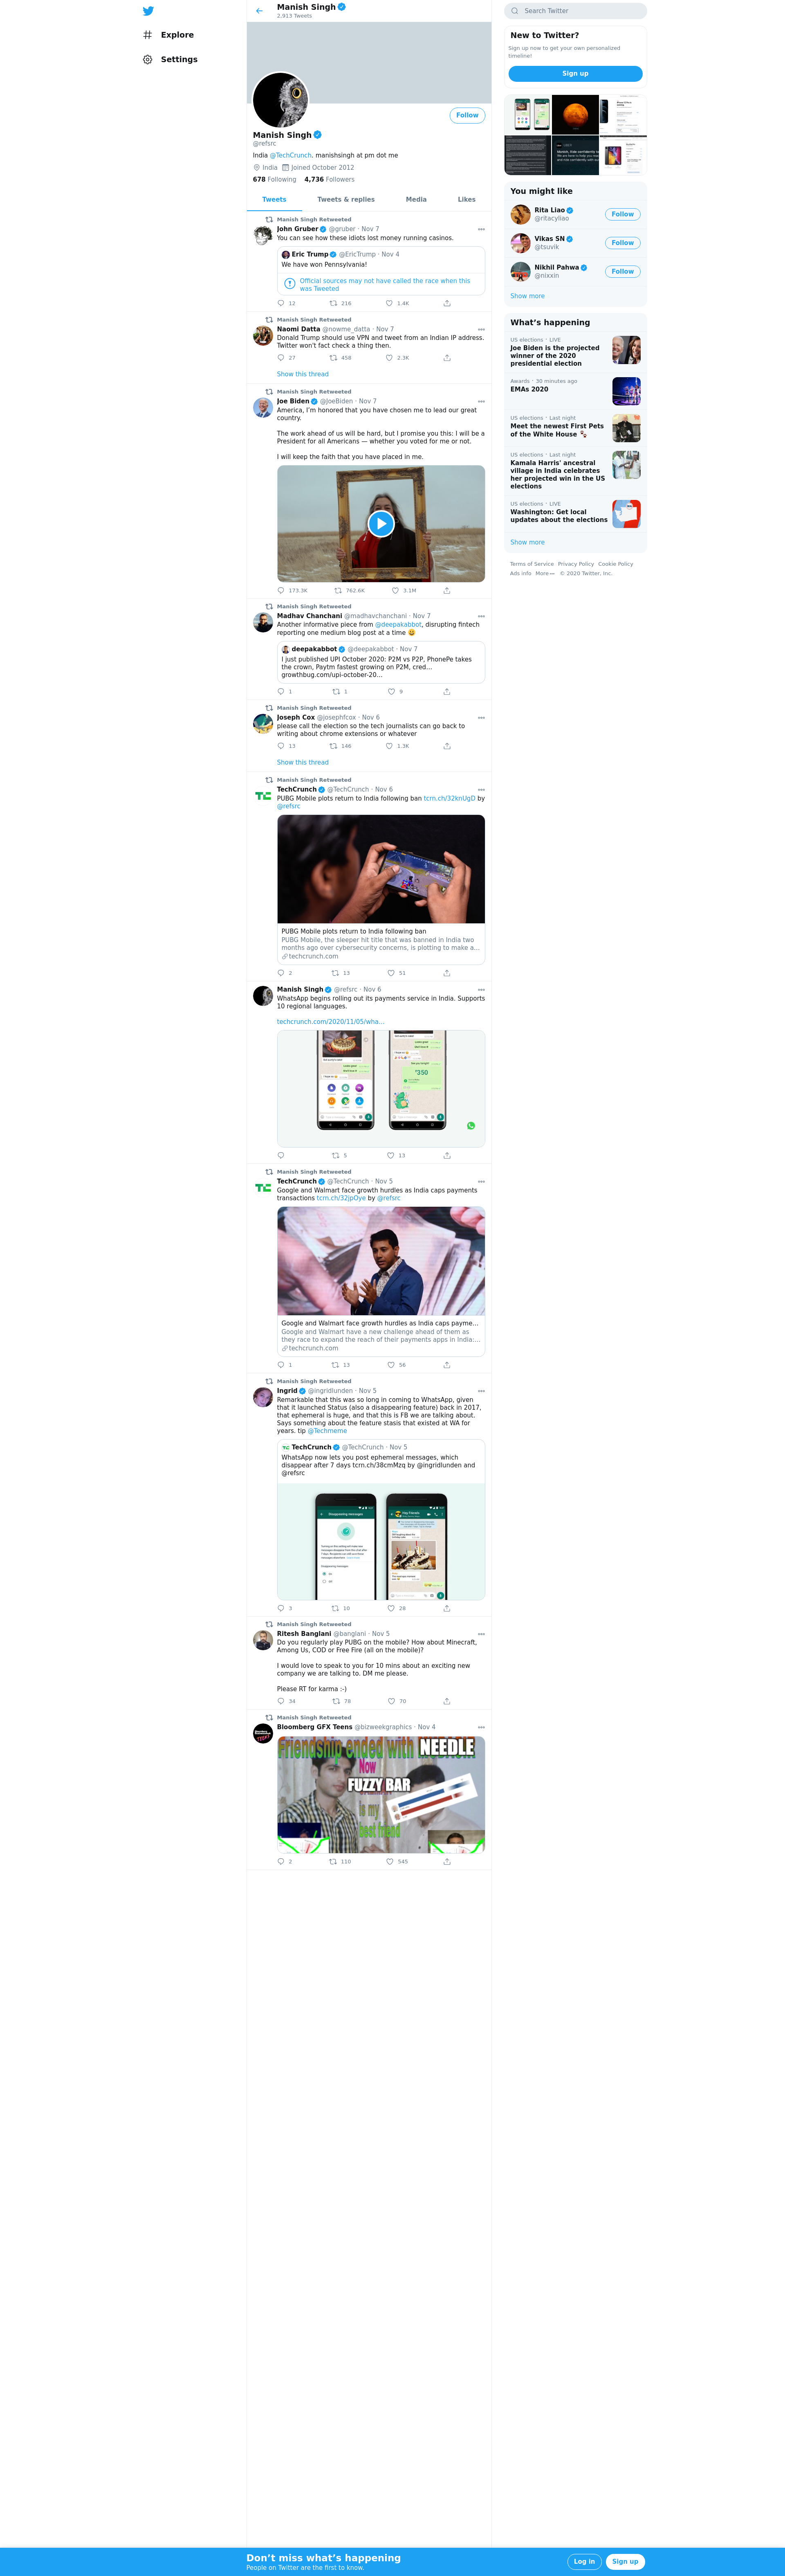 Explore
Settings
Manish Singh
2,913 Tweets
Follow
Manish Singh
@refsrc
India @TechCrunch, manishsingh at pm dot me
India Joined October 2012
678 Following 4,736 Followers
Tweets Tweets & replies Media Likes
Manish Singh Retweeted
John Gruber @gruber · Nov 7
You can see how these idiots lost money running casinos.
Eric Trump @EricTrump · Nov 4
We have won Pennsylvania!
Official sources may not have called the race when this
was Tweeted
12 216 1.4K
Manish Singh Retweeted
Naomi Datta @nowme_datta · Nov 7
Donald Trump should use VPN and tweet from an Indian IP address.
Twitter won't fact check a thing then.
27 458 2.3K
Show this thread
Manish Singh Retweeted
Joe Biden @JoeBiden · Nov 7
America, I’m honored that you have chosen me to lead our great
country.
The work ahead of us will be hard, but I promise you this: I will be a
President for all Americans — whether you voted for me or not.
I will keep the faith that you have placed in me.
173.3K 762.6K 3.1M
Manish Singh Retweeted
Madhav Chanchani @madhavchanchani · Nov 7
Another informative piece from @deepakabbot, disrupting fintech
reporting one medium blog post at a time 😀
deepakabbot @deepakabbot · Nov 7
I just published UPI October 2020: P2M vs P2P, PhonePe takes
the crown, Paytm fastest growing on P2M, cred…
growthbug.com/upi-october-20…
1 1 9
Manish Singh Retweeted
Joseph Cox @josephfcox · Nov 6
please call the election so the tech journalists can go back to
writing about chrome extensions or whatever
13 146 1.3K
Show this thread
Manish Singh Retweeted
TechCrunch @TechCrunch · Nov 6
PUBG Mobile plots return to India following ban tcrn.ch/32knUgD by
@refsrc
PUBG Mobile plots return to India following ban
PUBG Mobile, the sleeper hit title that was banned in India two
months ago over cybersecurity concerns, is plotting to make a...
techcrunch.com
2 13 51
Manish Singh @refsrc · Nov 6
WhatsApp begins rolling out its payments service in India. Supports
10 regional languages.
techcrunch.com/2020/11/05/wha…
₹350
5 13
Manish Singh Retweeted
TechCrunch @TechCrunch · Nov 5
Google and Walmart face growth hurdles as India caps payments
transactions tcrn.ch/32jpOye by @refsrc
Google and Walmart face growth hurdles as India caps payme...
Google and Walmart have a new challenge ahead of them as
they race to expand the reach of their payments apps in India:...
techcrunch.com
1 13 56
Manish Singh Retweeted
Ingrid @ingridlunden · Nov 5
Remarkable that this was so long in coming to WhatsApp, given
that it launched Status (also a disappearing feature) back in 2017,
that ephemeral is huge, and that this is FB we are talking about.
Says something about the feature stasis that existed at WA for
years. tip @Techmeme
TechCrunch @TechCrunch · Nov 5
WhatsApp now lets you post ephemeral messages, which
disappear after 7 days tcrn.ch/38cmMzq by @ingridlunden and
@refsrc
3 10 28
Manish Singh Retweeted
Ritesh Banglani @banglani · Nov 5
Do you regularly play PUBG on the mobile? How about Minecraft,
Among Us, COD or Free Fire (all on the mobile)?
I would love to speak to you for 10 mins about an exciting new
company we are talking to. DM me please.
Please RT for karma :-)
34 78 70
Manish Singh Retweeted
Bloomberg GFX Teens @bizweekgraphics · Nov 4
Friendship ended with NEEDLE
Now
FUZZY BAR
is my
best friend
2 110 545
Search Twitter
New to Twitter?
Sign up now to get your own personalized
timeline!
Sign up
You might like
Rita Liao
@ritacyliao
Follow
Vikas SN
@tsuvik
Follow
Nikhil Pahwa
@nixxin
Follow
Show more
What’s happening
US elections · LIVE
Joe Biden is the projected
winner of the 2020
presidential election
Awards · 30 minutes ago
EMAs 2020
US elections · Last night
Meet the newest First Pets
of the White House 🐾
US elections · Last night
Kamala Harris' ancestral
village in India celebrates
her projected win in the US
elections
US elections · LIVE
Washington: Get local
updates about the elections
Show more
Terms of Service Privacy Policy Cookie Policy
Ads info More © 2020 Twitter, Inc.
Don’t miss what’s happening
People on Twitter are the first to know.
Log in Sign up